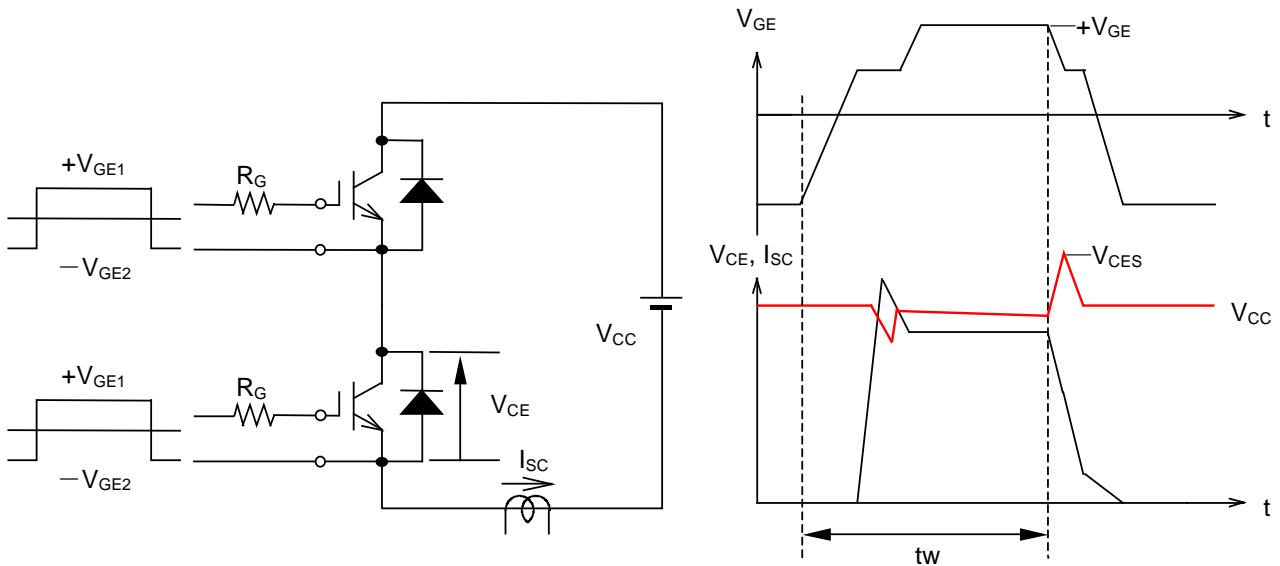 +VGE1
RG
—VGE2
+VGE1
RG
—VGE2
VCE
ISC
VCC
VGE
+VGE
t
VCE, ISC
VCES
VCC
t
tw